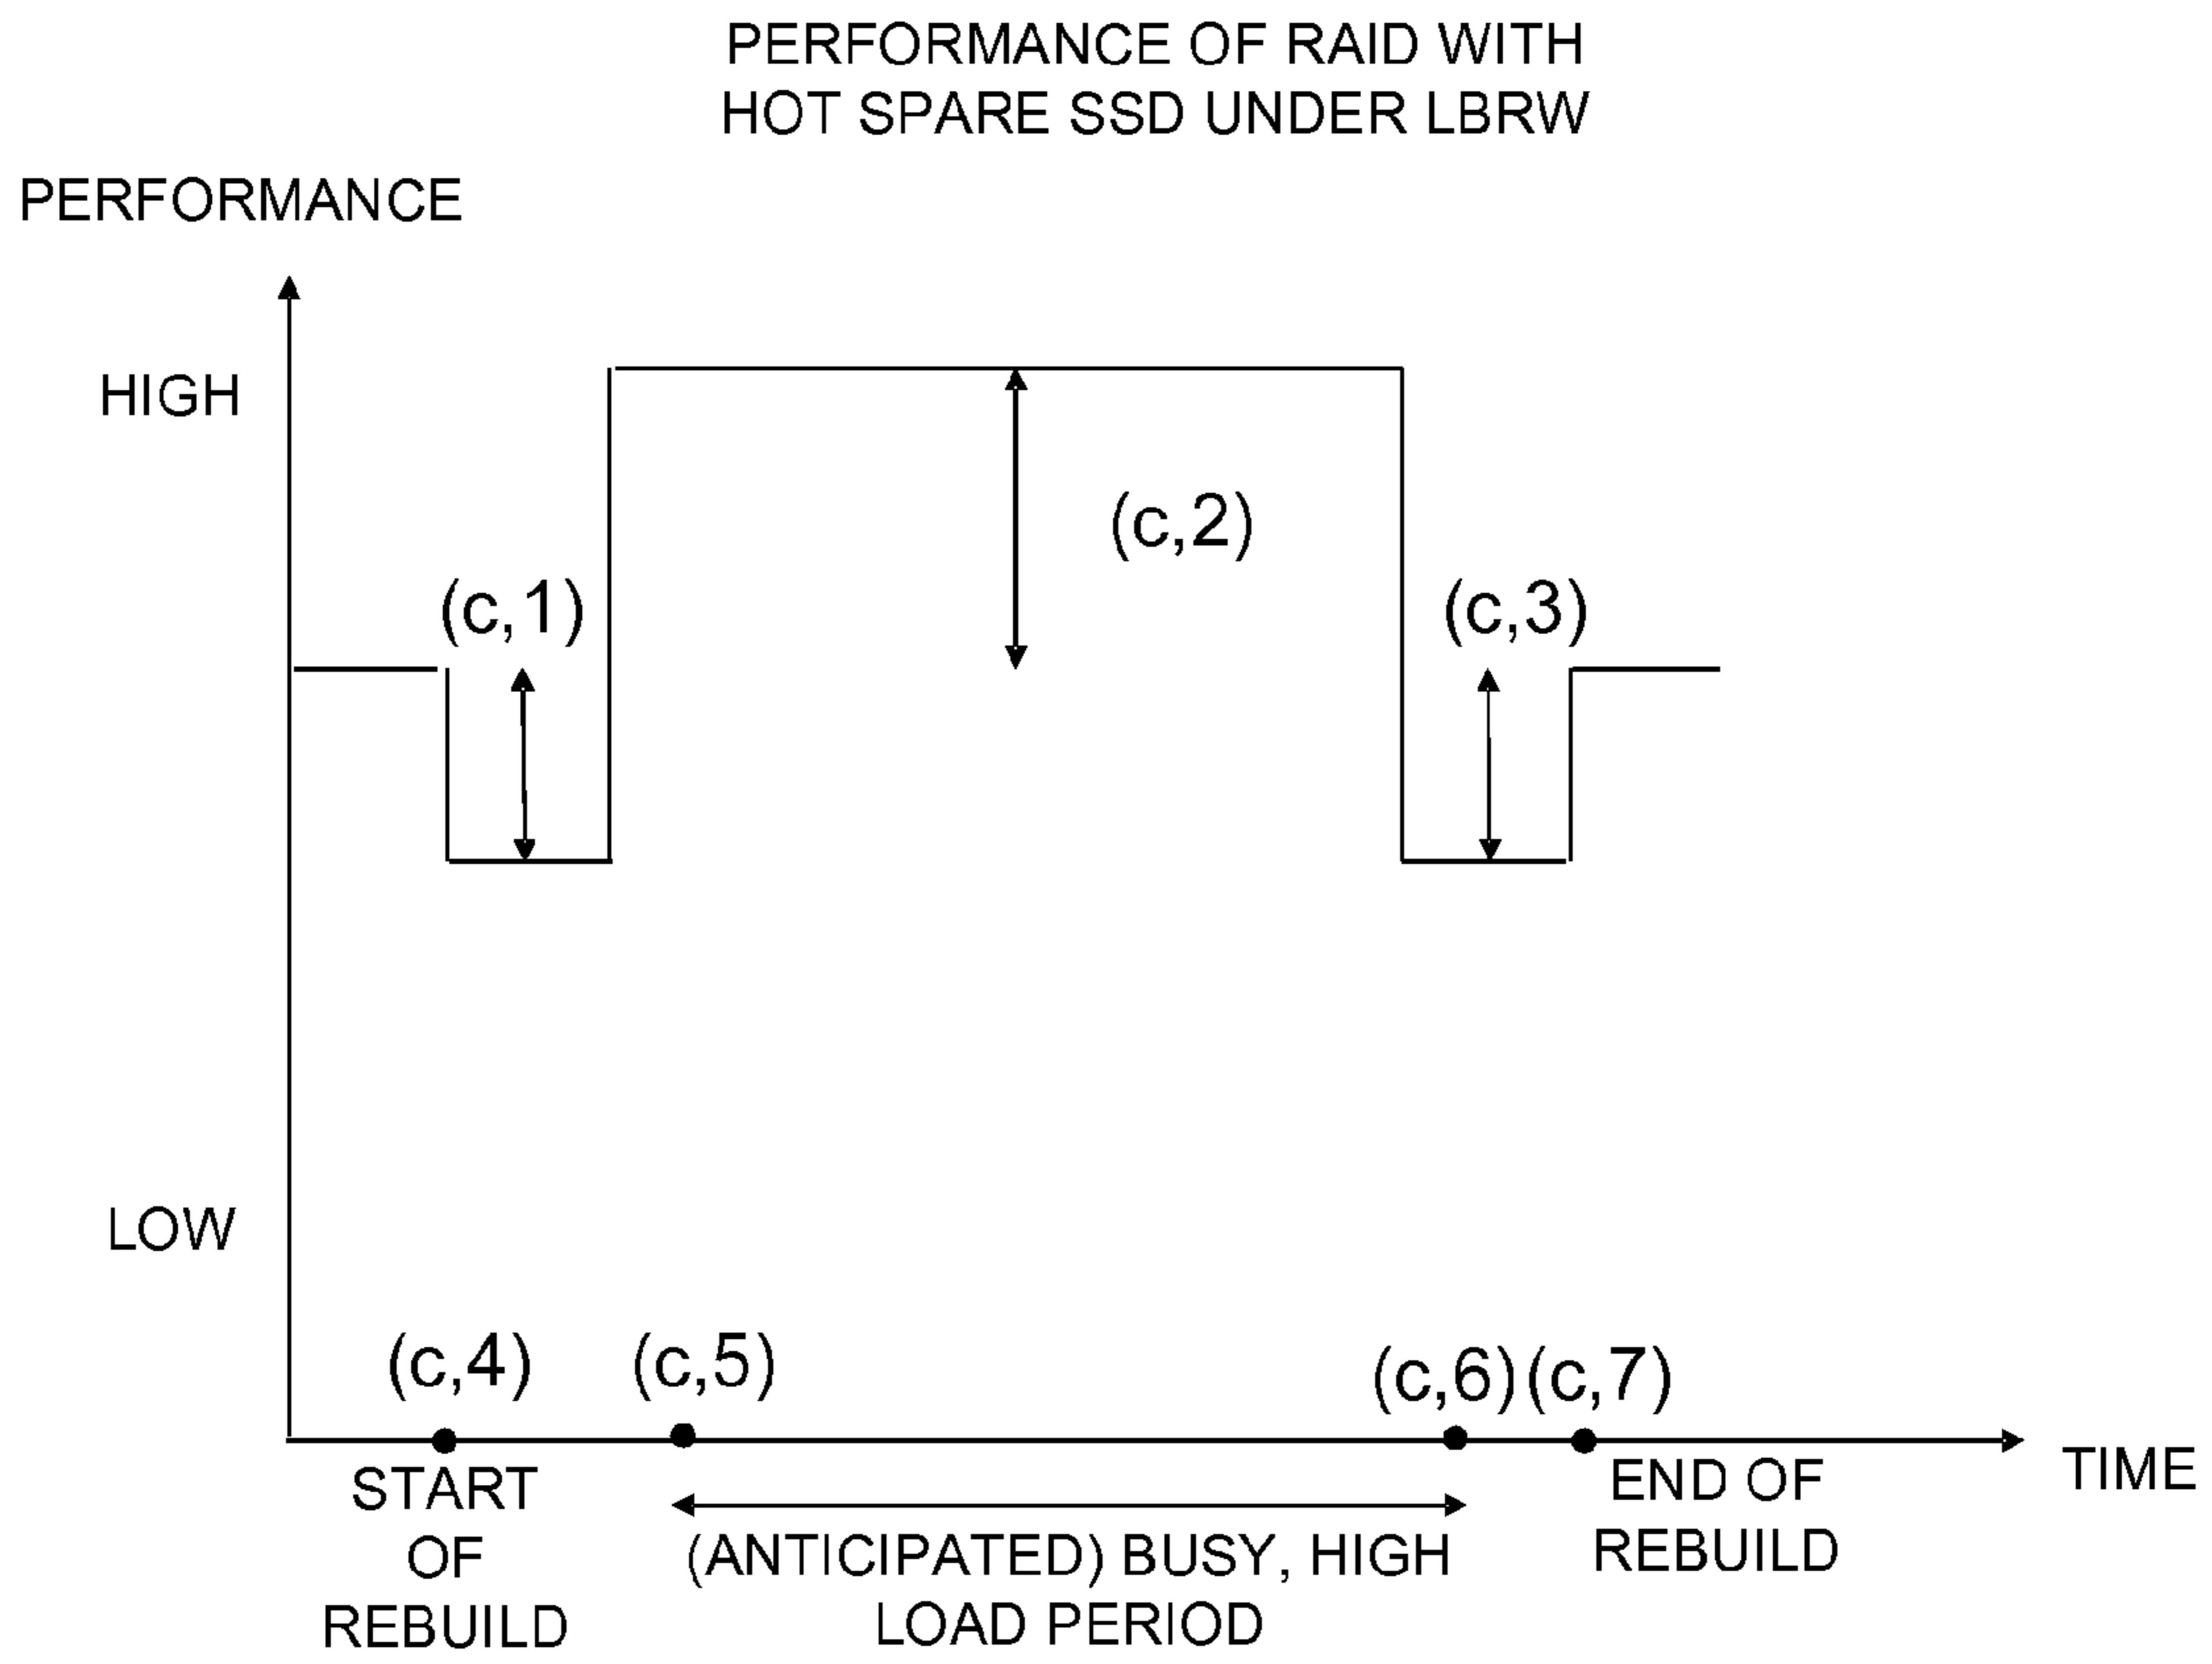 PERFORMANCE OF RAID WITH
HOT SPARE SSD UNDER LBRW
PERFORMANCE
HIGH
(c,2)
(c,1)
(c,3)
LOW
(c,4)
(c,5)
(c,6)
(c,7)
TIME
START
OF
REBUILD
(ANTICIPATED) BUSY, HIGH
LOAD PERIOD
END OF
REBUILD